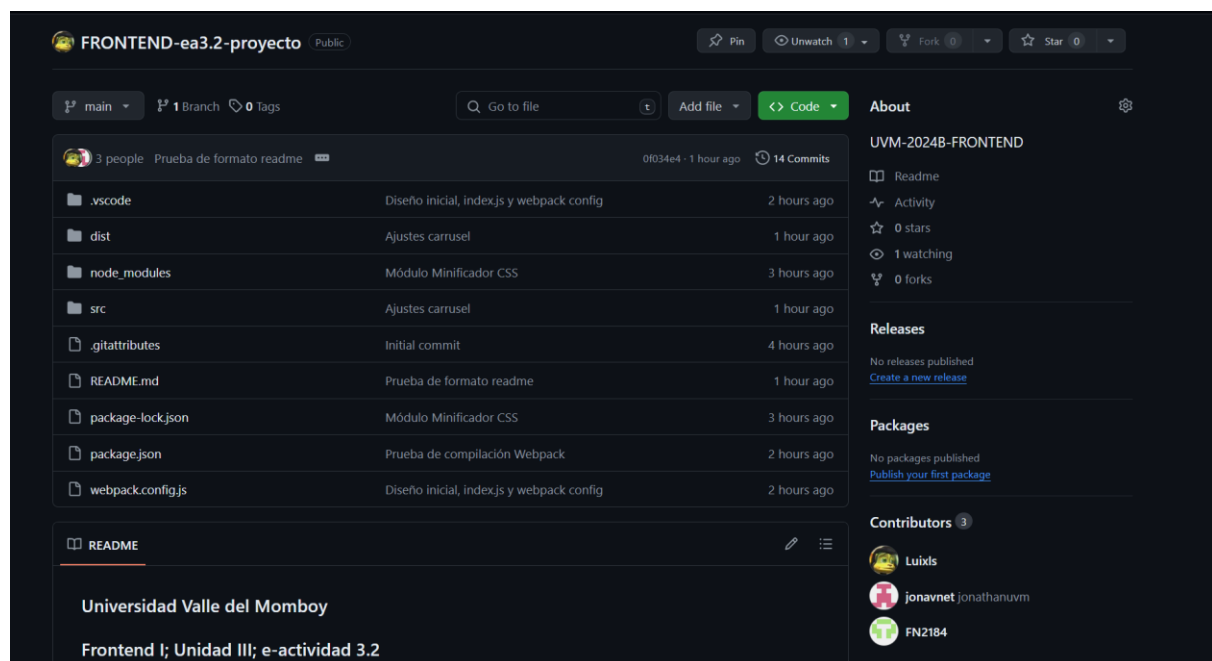 FRONTEND-ea3.2-proyecto Public
Pin Unwatch 1 Fork 0 Star 0
main 1 Branch 0 Tags Go to file t Add file Code
3 people Prueba de formato readme 0f034e4 · 1 hour ago 14 Commits
.vscode Diseño inicial, index.js y webpack config 2 hours ago
dist Ajustes carrusel 1 hour ago
node_modules Módulo Minificador CSS 3 hours ago
src Ajustes carrusel 1 hour ago
.gitattributes Initial commit 4 hours ago
README.md Prueba de formato readme 1 hour ago
package-lock.json Módulo Minificador CSS 3 hours ago
package.json Prueba de compilación Webpack 2 hours ago
webpack.config.js Diseño inicial, index.js y webpack config 2 hours ago
README
Universidad Valle del Momboy
Frontend I; Unidad III; e-actividad 3.2
About
UVM-2024B-FRONTEND
Readme
Activity
0 stars
1 watching
0 forks
Releases
No releases published
Create a new release
Packages
No packages published
Publish your first package
Contributors 3
Luixls
jonavnet jonathanuvm
FN2184